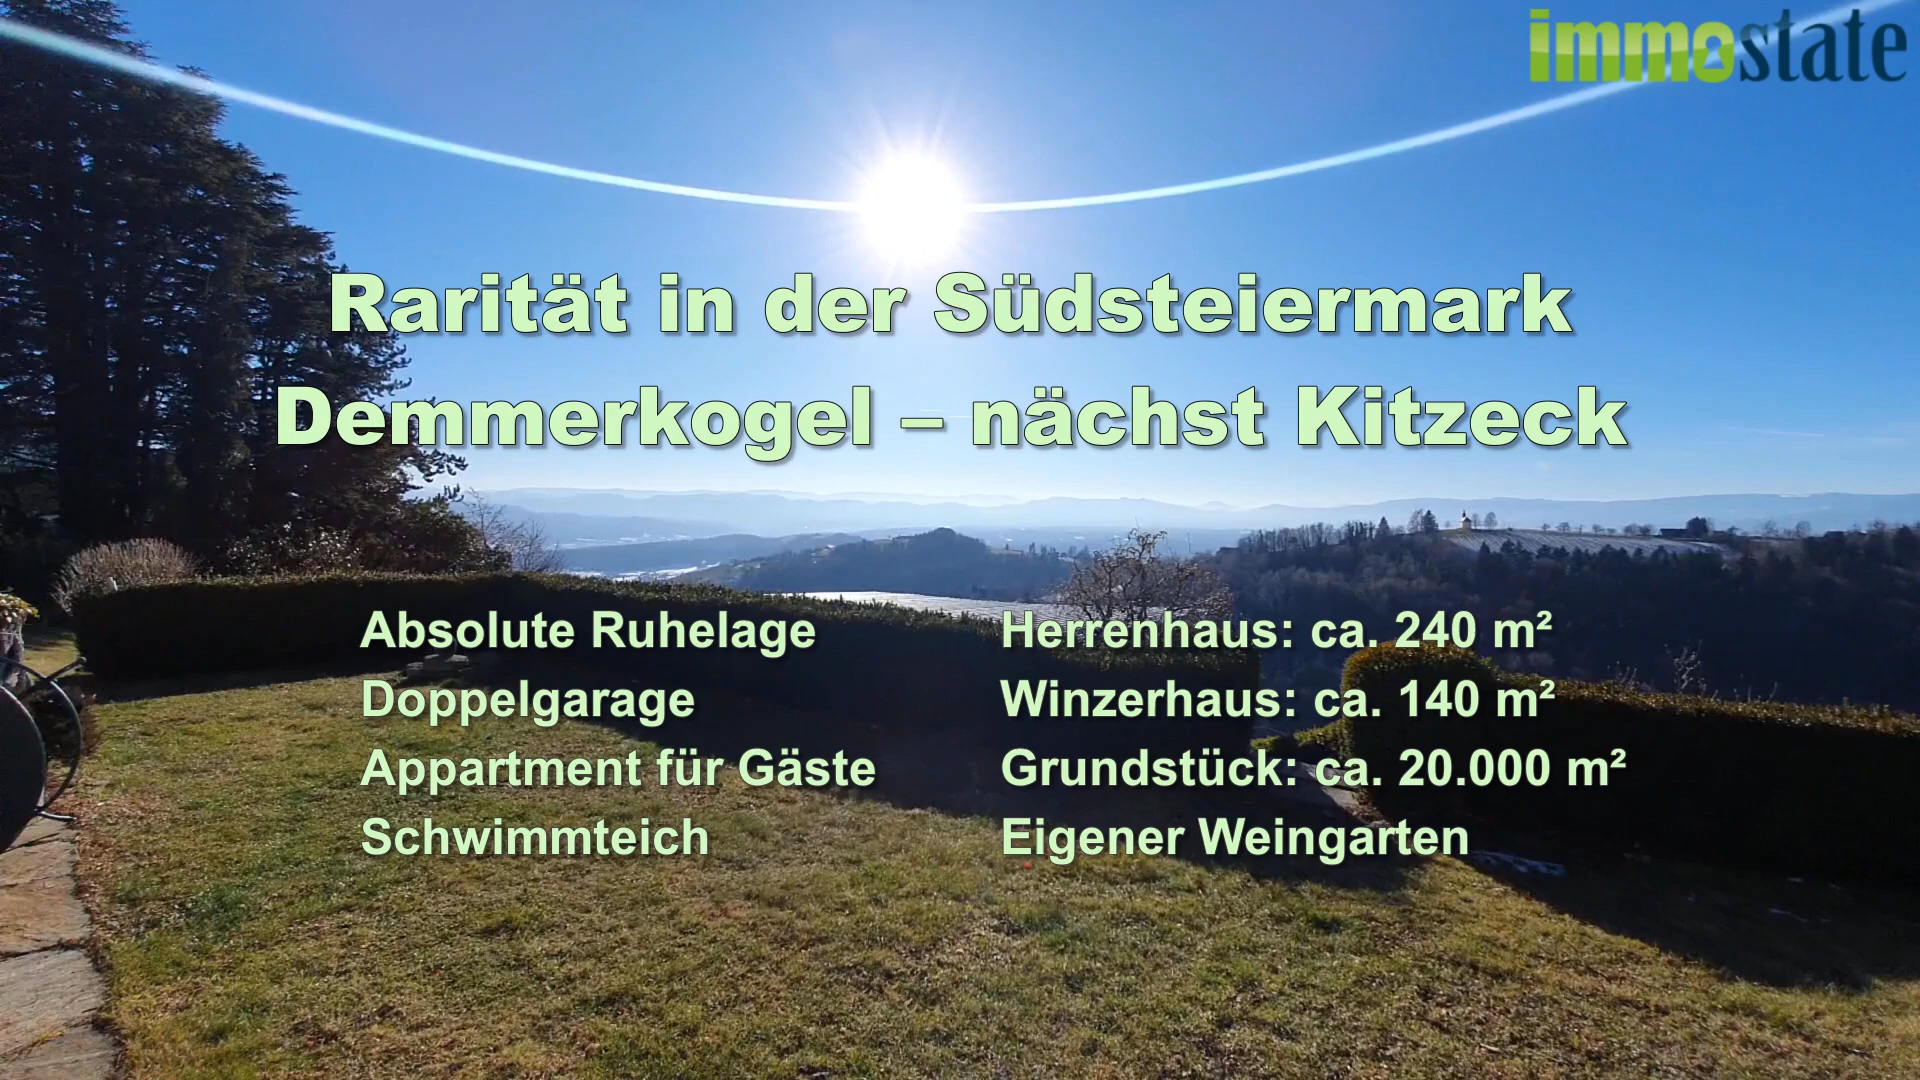 immostate
Rarität in der Südsteiermark
Demmerkogel – nächst Kitzeck
Absolute Ruhelage
Doppelgarage
Appartment für Gäste
Schwimmteich
Herrenhaus: ca. 240 m²
Winzerhaus: ca. 140 m²
Grundstück: ca. 20.000 m²
Eigener Weingarten